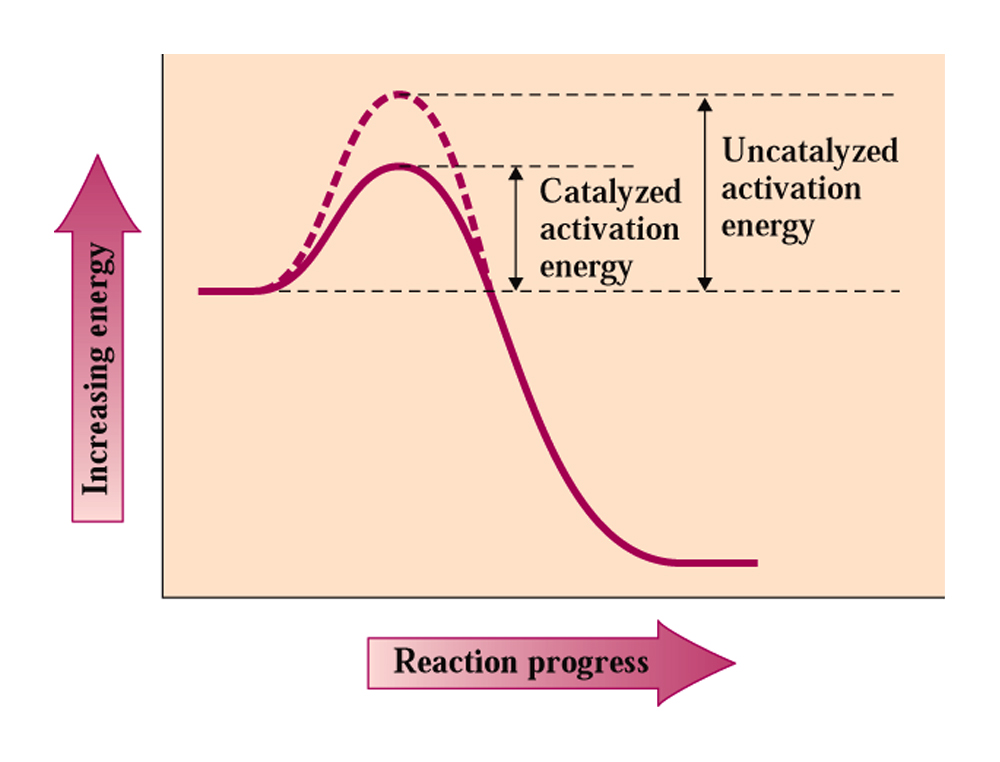 Uncatalyzed
activation
energy
Catalyzed
activation
energy
Increasing energy
Reaction progress